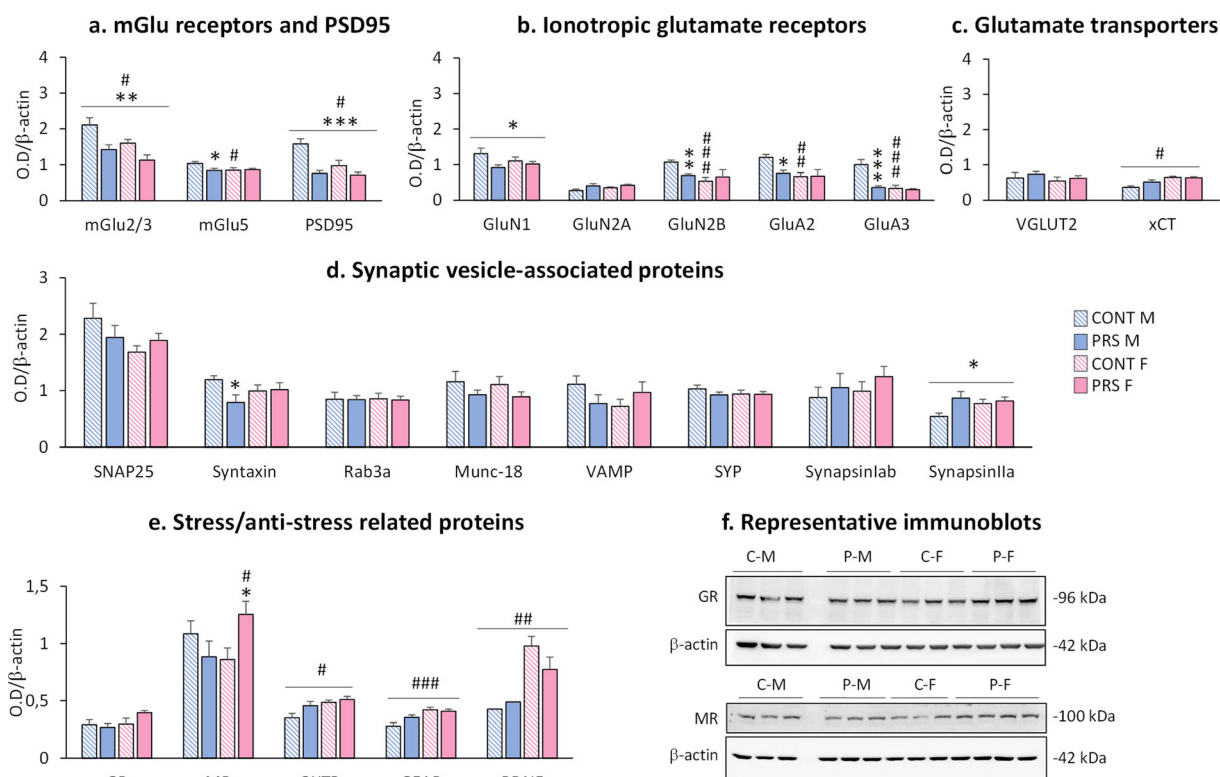 a. mGlu receptors and PSD95
b. Ionotropic glutamate receptors
c. Glutamate transporters
O.D/β-actin
4
3
2
1
0
#
**
*
#
#
***
mGlu2/3
mGlu5
PSD95
O.D/β-actin
4
3
2
1
0
*
**
###
*
##
***
###
GluN1
GluN2A
GluN2B
GluA2
GluA3
O.D/β-actin
4
3
2
1
0
#
VGLUT2
xCT
d. Synaptic vesicle-associated proteins
O.D/β-actin
3
2
1
0
*
*
SNAP25
Syntaxin
Rab3a
Munc-18
VAMP
SYP
SynapsinIab
SynapsinIIa
CONT M
PRS M
CONT F
PRS F
e. Stress/anti-stress related proteins
O.D/β-actin
1,5
1
0,5
0
#
*
#
###
##
f. Representative immunoblots
C-M
P-M
C-F
P-F
GR
-96 kDa
β-actin
-42 kDa
C-M
P-M
C-F
P-F
MR
-100 kDa
β-actin
-42 kDa